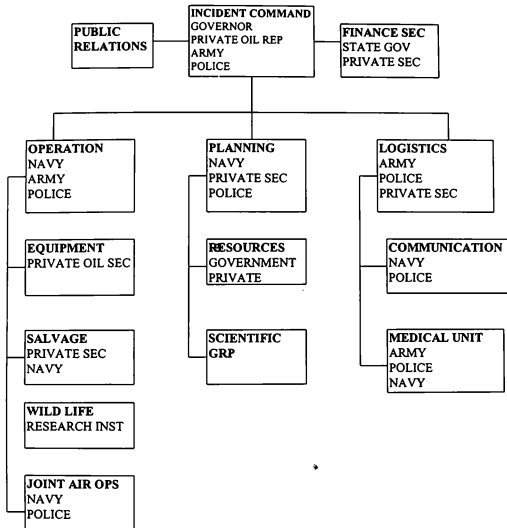 PUBLIC
RELATIONS
INCIDENT COMMAND
GOVERNOR
PRIVATE OIL REP
ARMY
POLICE
FINANCE SEC
STATE GOV
PRIVATE SEC
OPERATION
NAVY
ARMY
POLICE
EQUIPMENT
PRIVATE OIL SEC
SALVAGE
PRIVATE SEC
NAVY
WILD LIFE
RESEARCH INST
JOINT AIR OPS
NAVY
POLICE
PLANNING
NAVY
PRIVATE SEC
POLICE
RESOURCES
GOVERNMENT
PRIVATE
SCIENTIFIC
GRP
LOGISTICS
ARMY
POLICE
PRIVATE SEC
COMMUNICATION
NAVY
POLICE
MEDICAL UNIT
ARMY
POLICE
NAVY